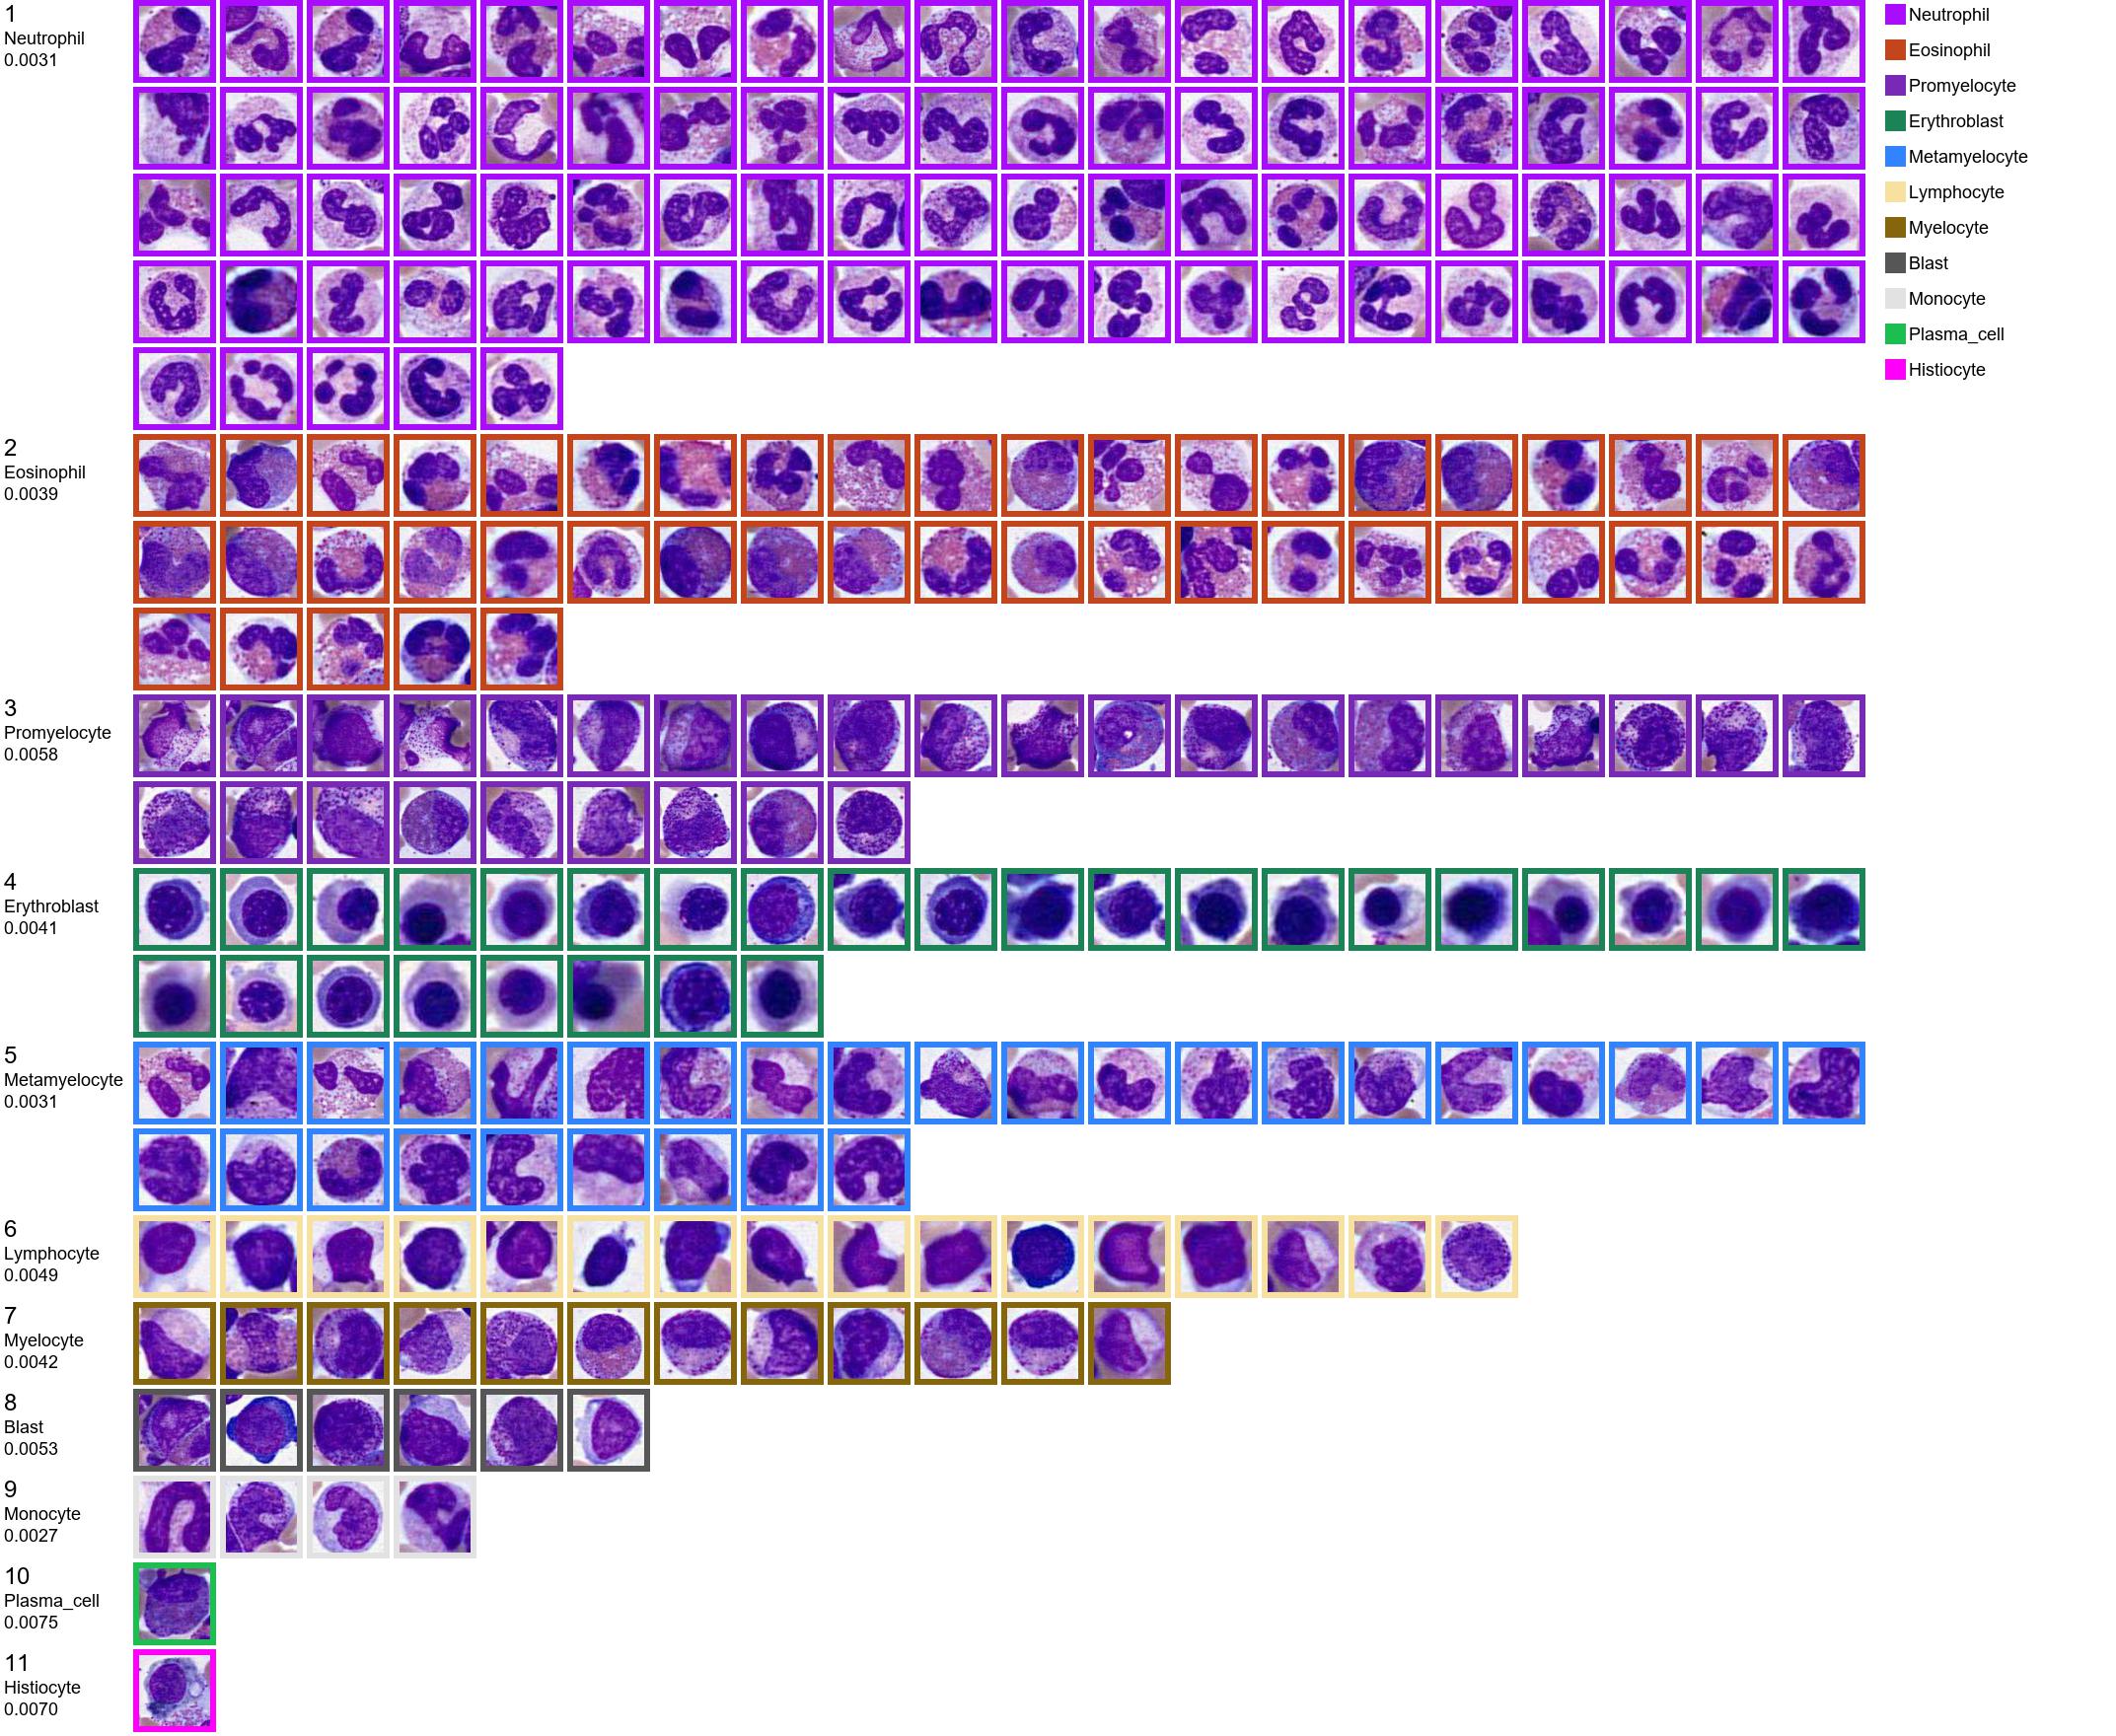 1
Neutrophil
0.0031
2
Eosinophil
0.0039
3
Promyelocyte
0.0058
4
Erythroblast
0.0041
5
Metamyelocyte
0.0031
6
Lymphocyte
0.0049
7
Myelocyte
0.0042
8
Blast
0.0053
9
Monocyte
0.0027
10
Plasma_cell
0.0075
11
Histiocyte
0.0070
Neutrophil
Eosinophil
Promyelocyte
Erythroblast
Metamyelocyte
Lymphocyte
Myelocyte
Blast
Monocyte
Plasma_cell
Histiocyte